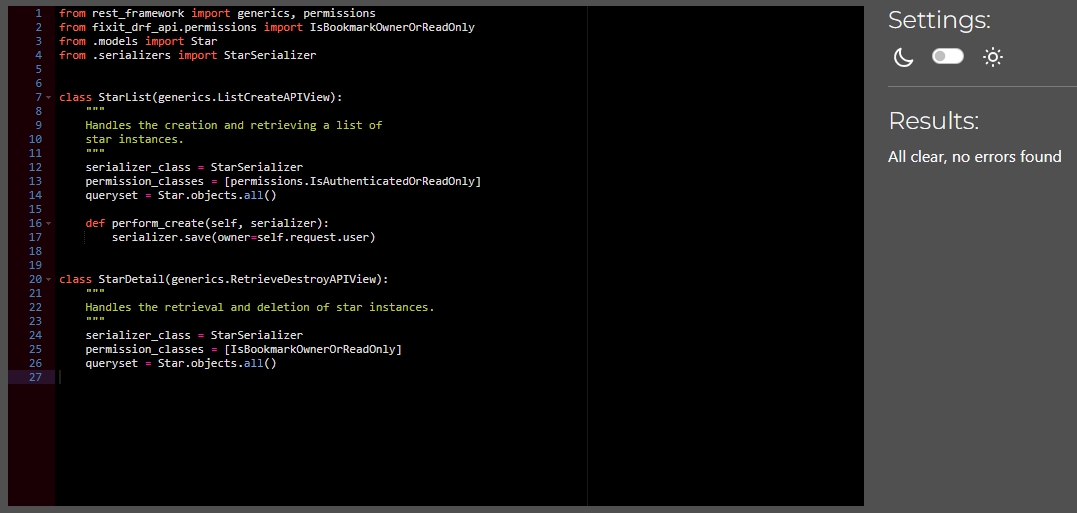 1 from rest_framework import generics, permissions
2 from fixit_drf_api.permissions import IsBookmarkOwnerOrReadOnly
3 from .models import Star
4 from .serializers import StarSerializer
5
6
7 class StarList(generics.ListCreateAPIView):
8     """
9     Handles the creation and retrieving a list of
10     star instances.
11     """
12     serializer_class = StarSerializer
13     permission_classes = [permissions.IsAuthenticatedOrReadOnly]
14     queryset = Star.objects.all()
15
16     def perform_create(self, serializer):
17         serializer.save(owner=self.request.user)
18
19
20 class StarDetail(generics.RetrieveDestroyAPIView):
21     """
22     Handles the retrieval and deletion of star instances.
23     """
24     serializer_class = StarSerializer
25     permission_classes = [IsBookmarkOwnerOrReadOnly]
26     queryset = Star.objects.all()
27
Settings:
Results:
All clear, no errors found